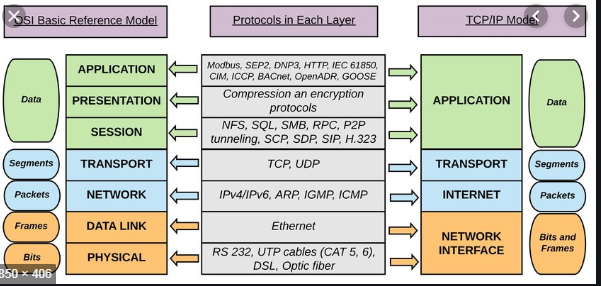 OSI Basic Reference Model
Protocols in Each Layer
TCP/IP Model
Data
APPLICATION
Modbus, SEP2, DNP3, HTTP, IEC 61850,
CIM, ICCP, BACnet, OpenADR, GOOSE
APPLICATION
Data
PRESENTATION
Compression an encryption
protocols
SESSION
NFS, SQL, SMB, RPC, P2P
tunneling, SCP, SDP, SIP, H.323
Segments
TRANSPORT
TCP, UDP
TRANSPORT
Segments
Packets
NETWORK
IPv4/IPv6, ARP, IGMP, ICMP
INTERNET
Packets
Frames
DATA LINK
Ethernet
NETWORK
INTERFACE
Bits and
Frames
Bits
PHYSICAL
RS 232, UTP cables (CAT 5, 6),
DSL, Optic fiber
850 × 406